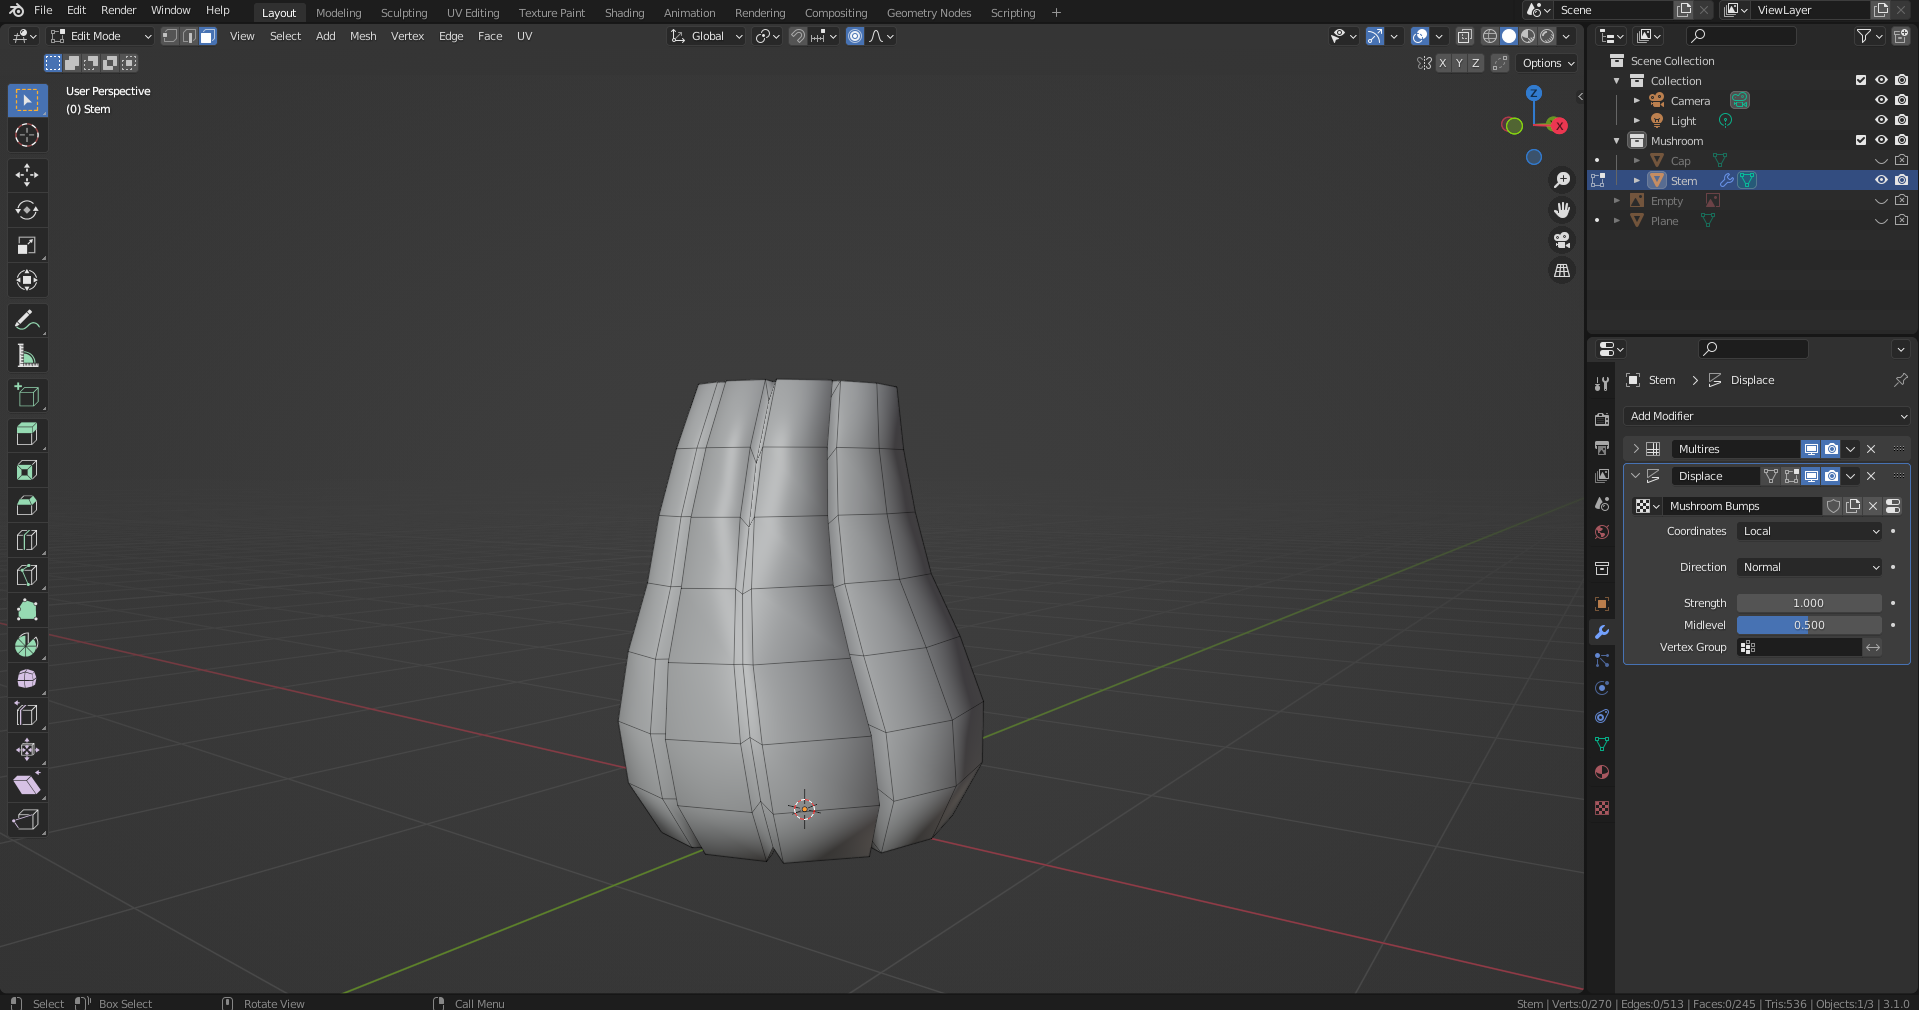 File Edit Render Window Help Layout Modeling Sculpting UV Editing Texture Paint Shading Animation Rendering Compositing Geometry Nodes Scripting + Scene ViewLayer
Edit Mode View Select Add Mesh Vertex Edge Face UV Global
X Y Z Options
User Perspective
(0) Stem
Z
X
Scene Collection
Collection
Camera
Light
Mushroom
Cap
Stem
Empty
Plane
Stem > Displace
Add Modifier
Multires
Displace
Mushroom Bumps
Coordinates Local
Direction Normal
Strength 1.000
Midlevel 0.500
Vertex Group
Select Box Select Rotate View Call Menu Stem | Verts:0/270 | Edges:0/513 | Faces:0/245 | Tris:536 | Objects:1/3 | 3.1.0